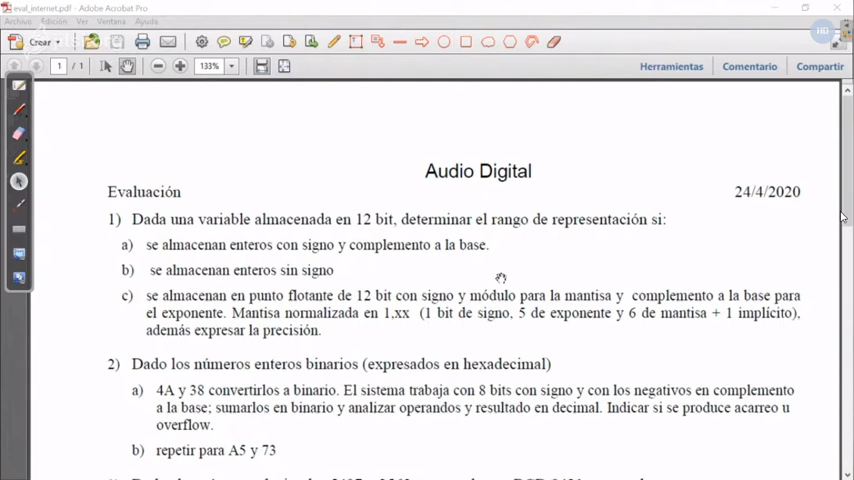 eval_internet.pdf - Adobe Acrobat Pro
Archivo Edición Ver Ventana Ayuda
Crear
1 / 1 133% Herramientas Comentario Compartir
Audio Digital
Evaluación 24/4/2020
1) Dada una variable almacenada en 12 bit, determinar el rango de representación si:
a) se almacenan enteros con signo y complemento a la base.
b) se almacenan enteros sin signo
c) se almacenan en punto flotante de 12 bit con signo y módulo para la mantisa y complemento a la base para
el exponente. Mantisa normalizada en 1,xx (1 bit de signo, 5 de exponente y 6 de mantisa + 1 implícito),
además expresar la precisión.
2) Dado los números enteros binarios (expresados en hexadecimal)
a) 4A y 38 convertirlos a binario. El sistema trabaja con 8 bits con signo y con los negativos en complemento
a la base; sumarlos en binario y analizar operandos y resultado en decimal. Indicar si se produce acarreo u
overflow.
b) repetir para A5 y 73